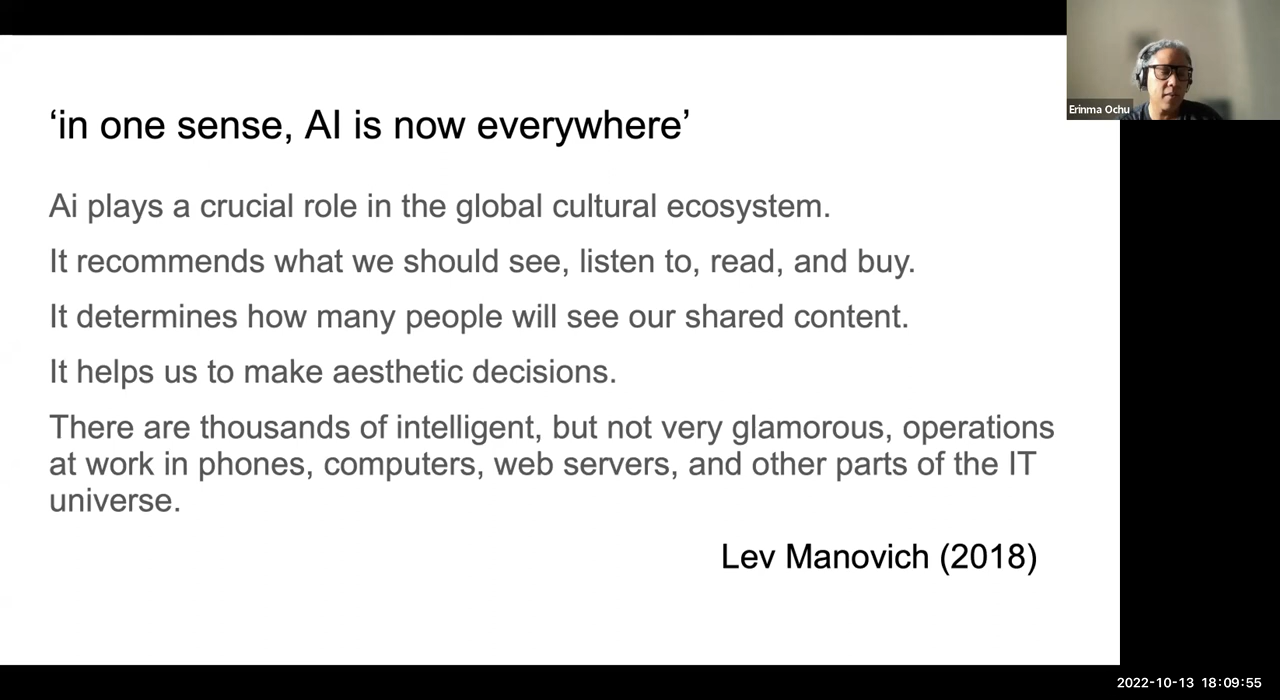 ‘in one sense, AI is now everywhere’
Ai plays a crucial role in the global cultural ecosystem.
It recommends what we should see, listen to, read, and buy.
It determines how many people will see our shared content.
It helps us to make aesthetic decisions.
There are thousands of intelligent, but not very glamorous, operations
at work in phones, computers, web servers, and other parts of the IT
universe.
Lev Manovich (2018)
Erinma Ochu
2022-10-13 18:09:55